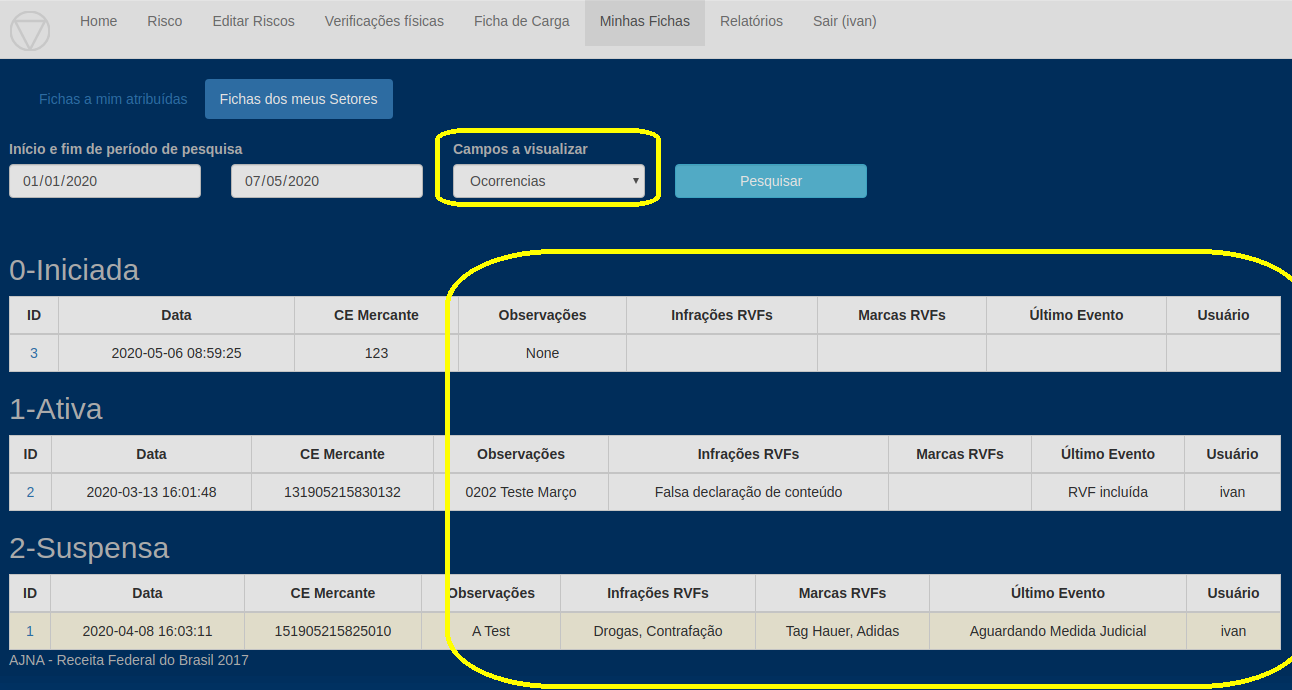 Home Risco Editar Riscos Verificações físicas Ficha de Carga Minhas Fichas Relatórios Sair (ivan)
Fichas a mim atribuídas Fichas dos meus Setores
Início e fim de período de pesquisa Campos a visualizar
01/01/2020 07/05/2020 Ocorrencias Pesquisar
0-Iniciada
ID Data CE Mercante Observações Infrações RVFs Marcas RVFs Último Evento Usuário
3 2020-05-06 08:59:25 123 None
1-Ativa
ID Data CE Mercante Observações Infrações RVFs Marcas RVFs Último Evento Usuário
2 2020-03-13 16:01:48 131905215830132 0202 Teste Março Falsa declaração de conteúdo RVF incluída ivan
2-Suspensa
ID Data CE Mercante Observações Infrações RVFs Marcas RVFs Último Evento Usuário
1 2020-04-08 16:03:11 151905215825010 A Test Drogas, Contrafação Tag Hauer, Adidas Aguardando Medida Judicial ivan
AJNA - Receita Federal do Brasil 2017